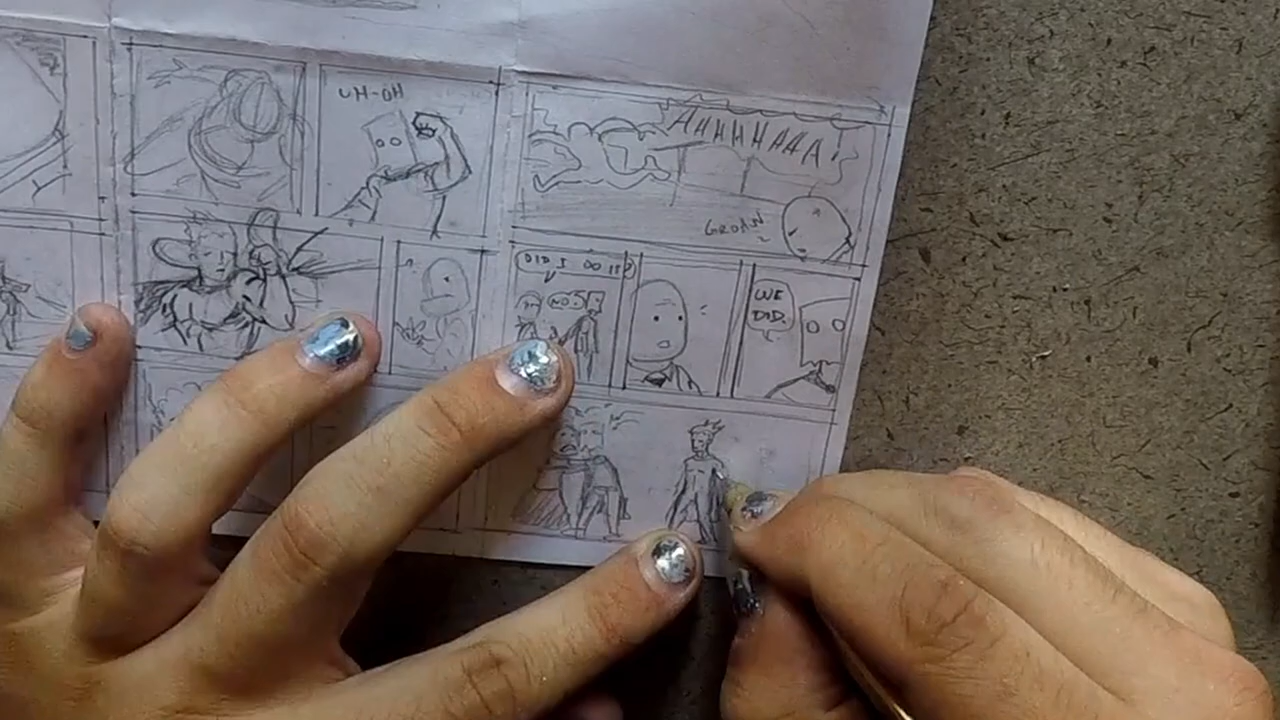 UH-OH
AHHHHAAA!
GROAN
DID I DO IT?
NO.
WE
DID.